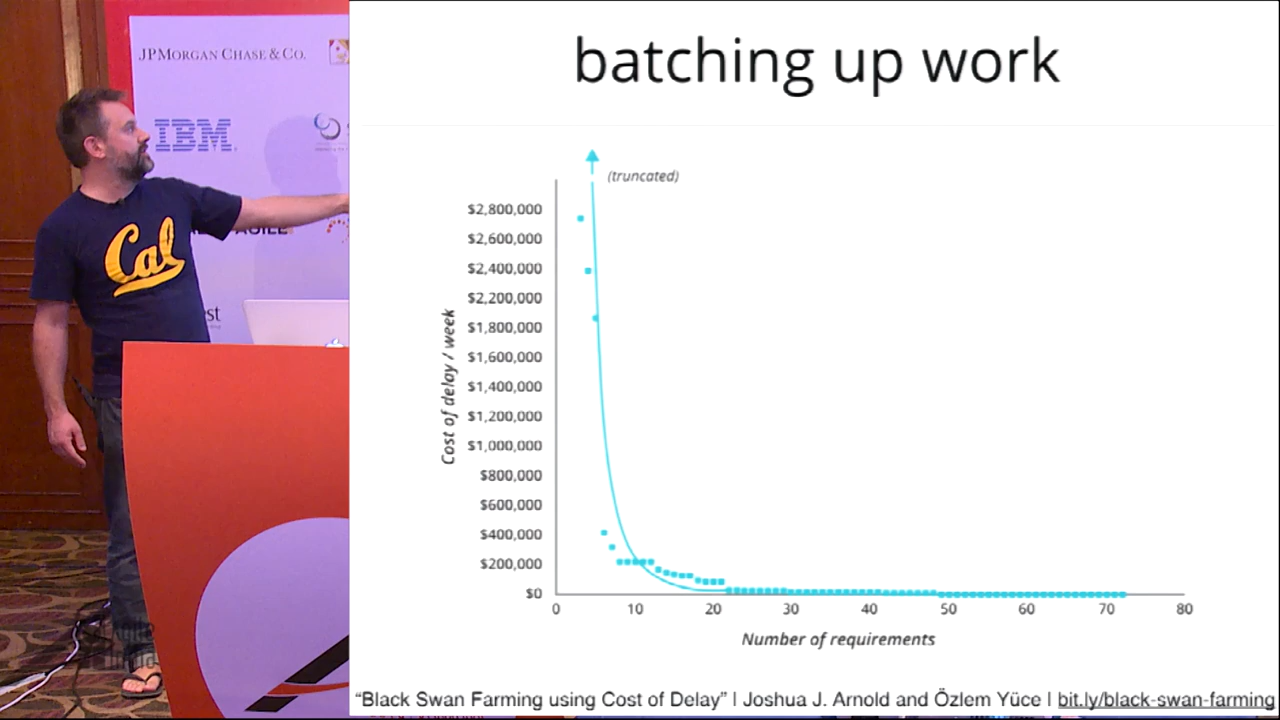 JPMORGAN CHASE & CO.
IBM
Cal
batching up work
(truncated)
$2,800,000
$2,600,000
$2,400,000
$2,200,000
$2,000,000
$1,800,000
$1,600,000
$1,400,000
$1,200,000
$1,000,000
$800,000
$600,000
$400,000
$200,000
$0
Cost of delay / week
0 10 20 30 40 50 60 70 80
Number of requirements
“Black Swan Farming using Cost of Delay” | Joshua J. Arnold and Özlem Yüce | bit.ly/black-swan-farming